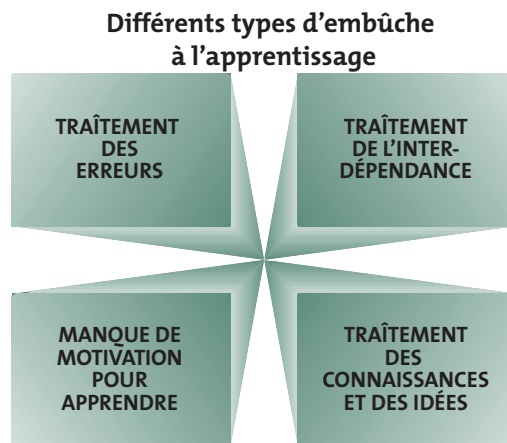 Différents types d'embûche
à l'apprentissage
TRAÎTEMENT
DES
ERREURS
TRAÎTEMENT
DE L'INTER-
DÉPENDANCE
MANQUE DE
MOTIVATION
POUR
APPRENDRE
TRAÎTEMENT
DES
CONNAISSANCES
ET DES IDÉES